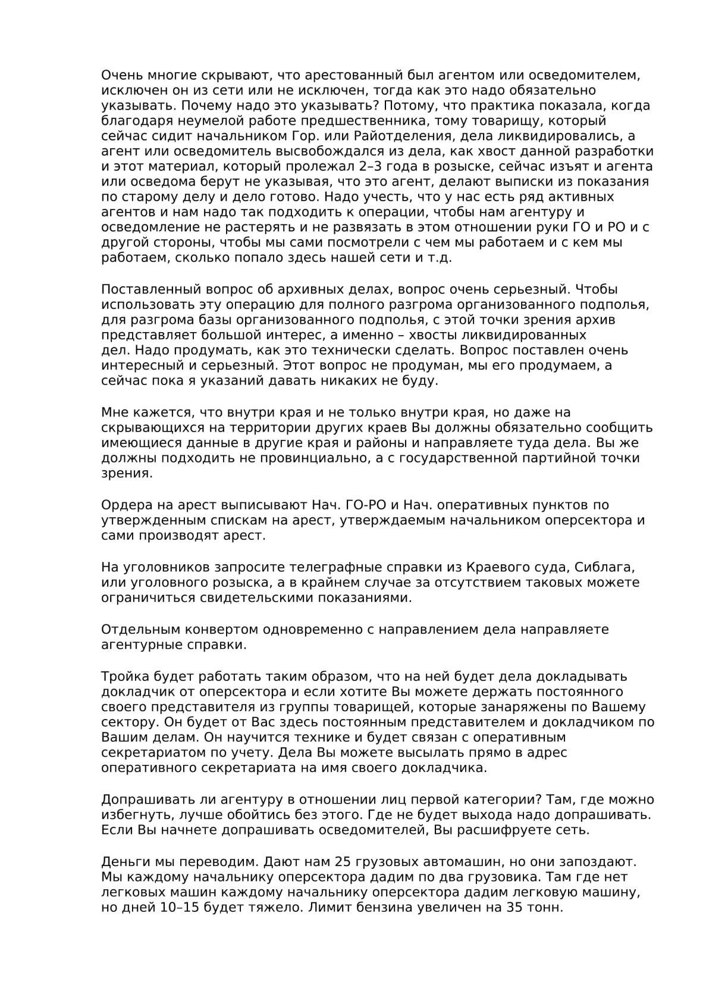 Очень многие скрывают, что арестованный был агентом или осведомителем,
исключен он из сети или не исключен, тогда как это надо обязательно
указывать. Почему надо это указывать? Потому, что практика показала, когда
благодаря неумелой работе предшественника, тому товарищу, который
сейчас сидит начальником Гор. или Райотделения, дела ликвидировались, а
агент или осведомитель высвобождался из дела, как хвост данной разработки
и этот материал, который пролежал 2–3 года в розыске, сейчас изъят и агента
или осведома берут не указывая, что это агент, делают выписки из показания
по старому делу и дело готово. Надо учесть, что у нас есть ряд активных
агентов и нам надо так подходить к операции, чтобы нам агентуру и
осведомление не растерять и не развязать в этом отношении руки ГО и РО и с
другой стороны, чтобы мы сами посмотрели с чем мы работаем и с кем мы
работаем, сколько попало здесь нашей сети и т.д.
Поставленный вопрос об архивных делах, вопрос очень серьезный. Чтобы
использовать эту операцию для полного разгрома организованного подполья,
для разгрома базы организованного подполья, с этой точки зрения архив
представляет большой интерес, а именно – хвосты ликвидированных
дел. Надо продумать, как это технически сделать. Вопрос поставлен очень
интересный и серьезный. Этот вопрос не продуман, мы его продумаем, а
сейчас пока я указаний давать никаких не буду.
Мне кажется, что внутри края и не только внутри края, но даже на
скрывающихся на территории других краев Вы должны обязательно сообщить
имеющиеся данные в другие края и районы и направляете туда дела. Вы же
должны подходить не провинциально, а с государственной партийной точки
зрения.
Ордера на арест выписывают Нач. ГО-РО и Нач. оперативных пунктов по
утвержденным спискам на арест, утверждаемым начальником оперсектора и
сами производят арест.
На уголовников запросите телеграфные справки из Краевого суда, Сиблага,
или уголовного розыска, а в крайнем случае за отсутствием таковых можете
ограничиться свидетельскими показаниями.
Отдельным конвертом одновременно с направлением дела направляете
агентурные справки.
Тройка будет работать таким образом, что на ней будет дела докладывать
докладчик от оперсектора и если хотите Вы можете держать постоянного
своего представителя из группы товарищей, которые занаряжены по Вашему
сектору. Он будет от Вас здесь постоянным представителем и докладчиком по
Вашим делам. Он научится технике и будет связан с оперативным
секретариатом по учету. Дела Вы можете высылать прямо в адрес
оперативного секретариата на имя своего докладчика.
Допрашивать ли агентуру в отношении лиц первой категории? Там, где можно
избегнуть, лучше обойтись без этого. Где не будет выхода надо допрашивать.
Если Вы начнете допрашивать осведомителей, Вы расшифруете сеть.
Деньги мы переводим. Дают нам 25 грузовых автомашин, но они запоздают.
Мы каждому начальнику оперсектора дадим по два грузовика. Там где нет
легковых машин каждому начальнику оперсектора дадим легковую машину,
но дней 10–15 будет тяжело. Лимит бензина увеличен на 35 тонн.